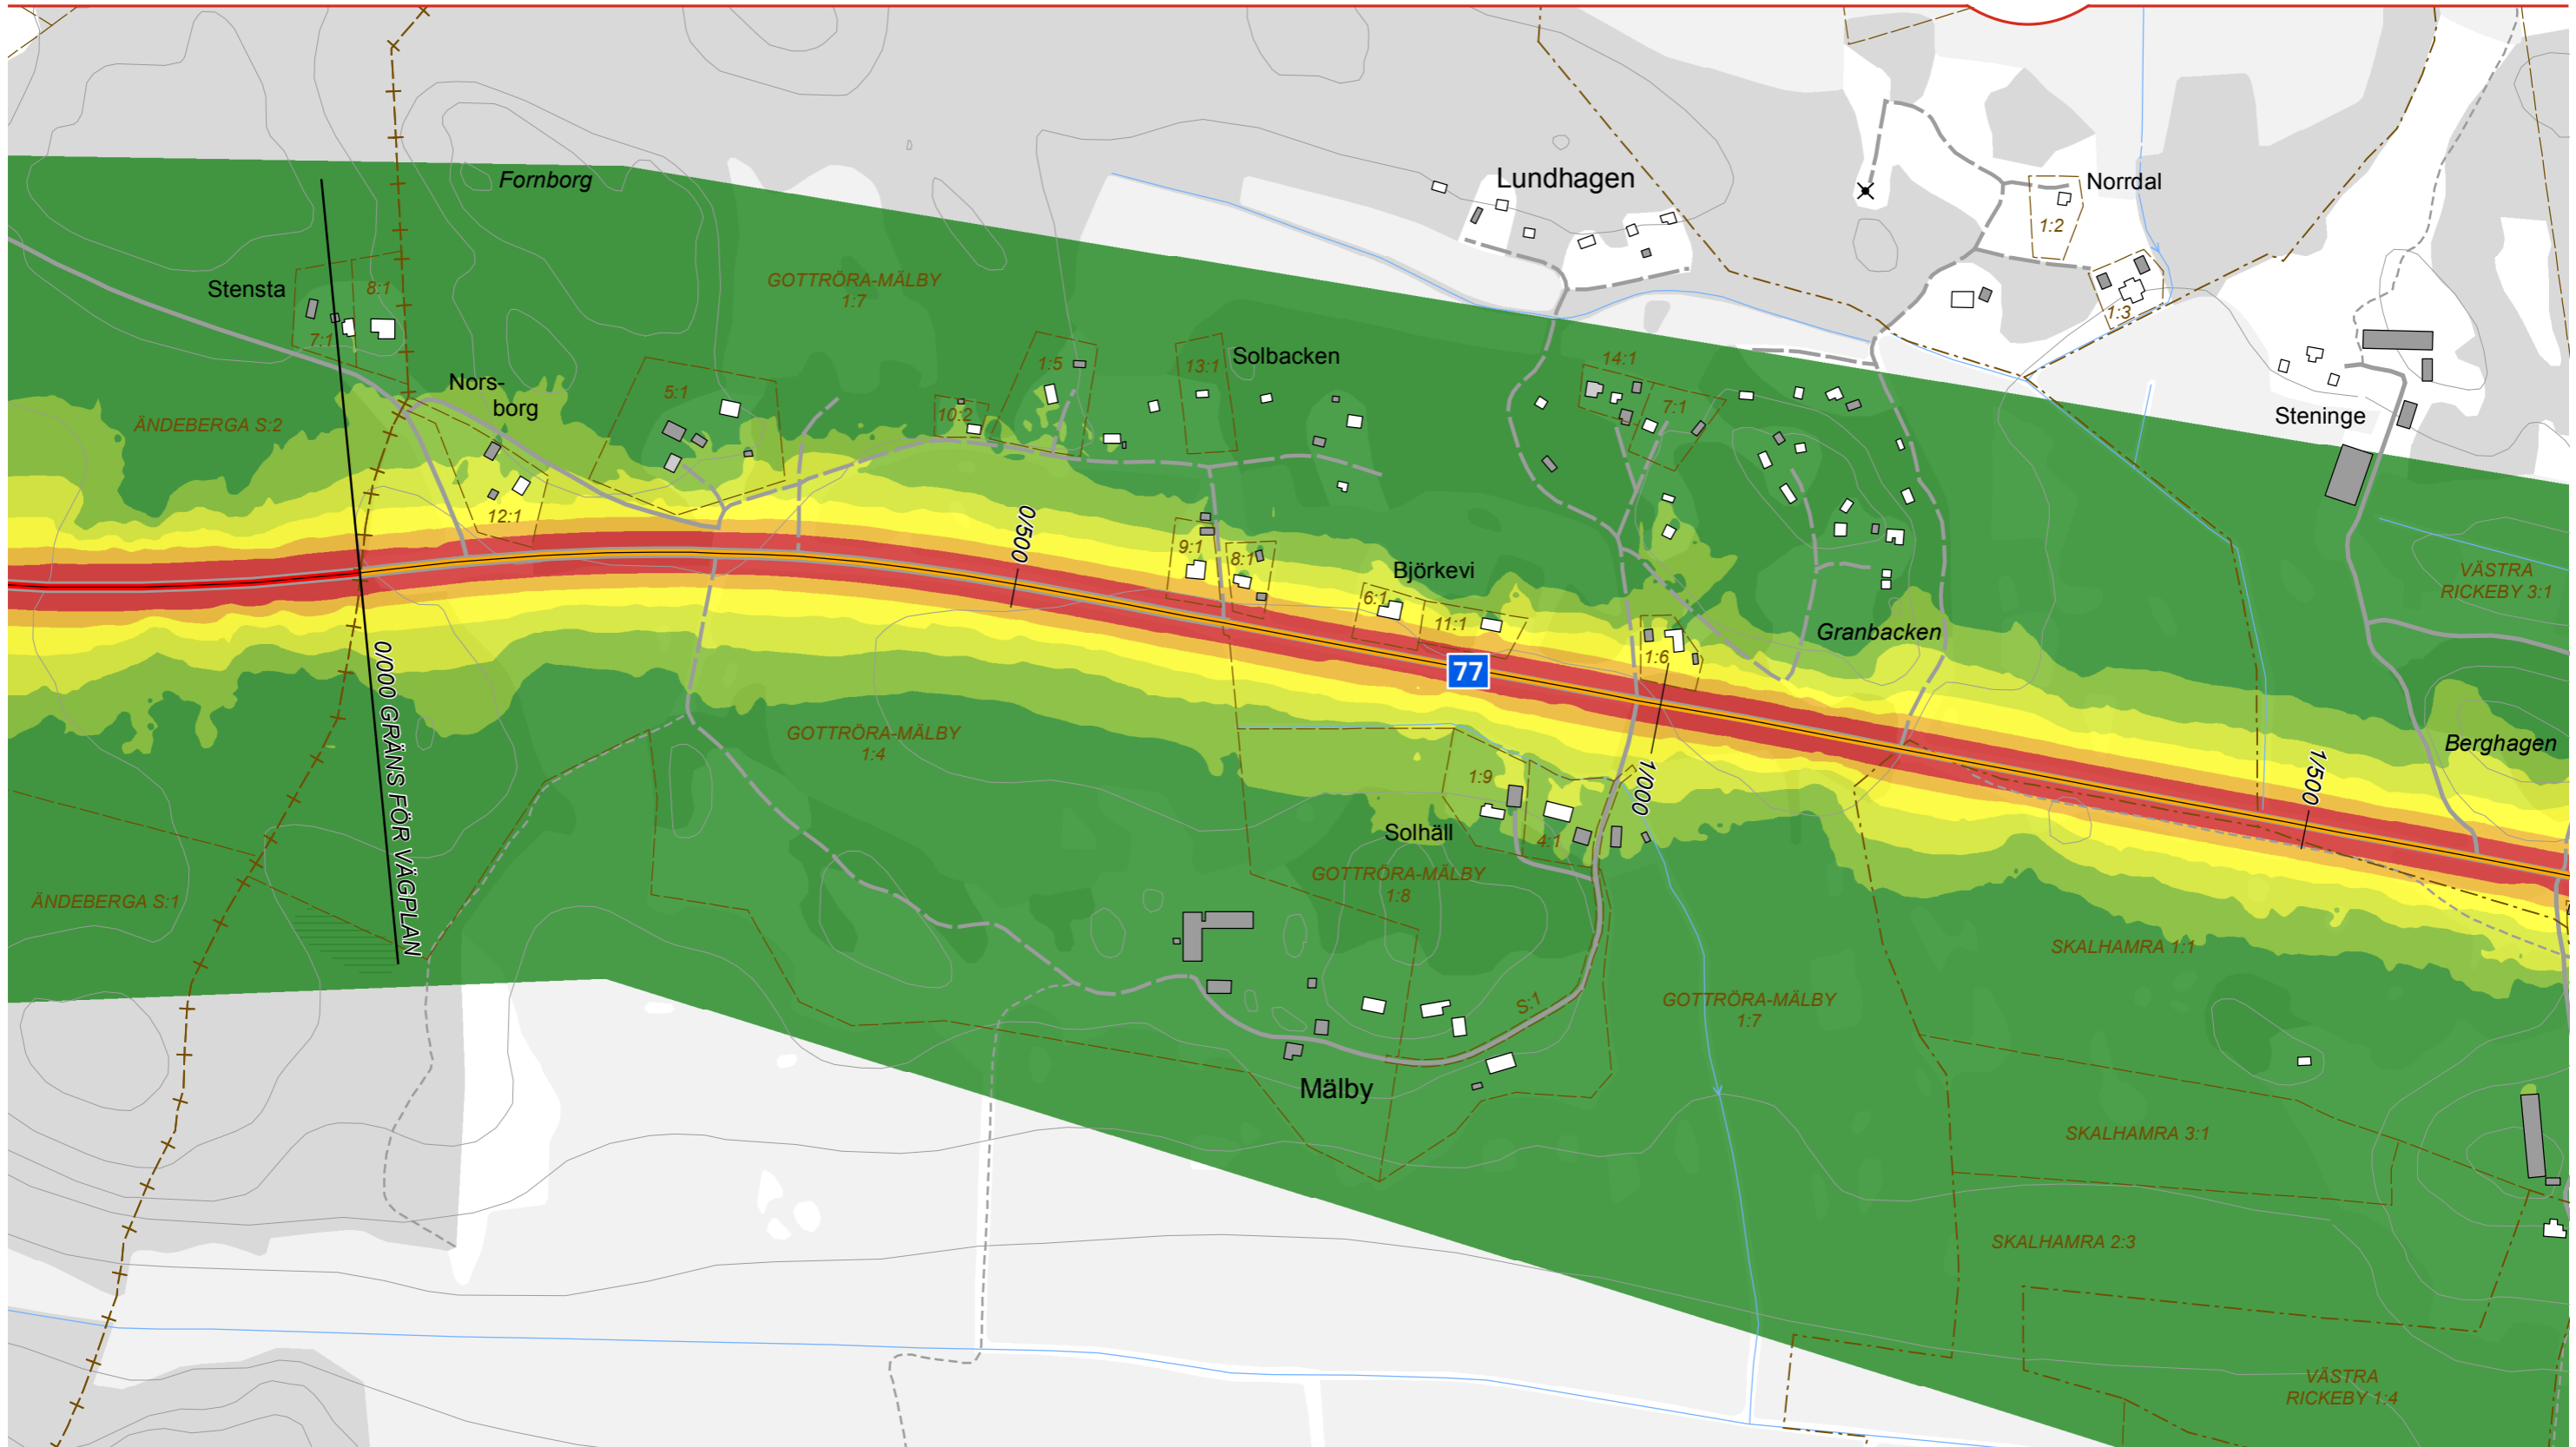 Fornborg
Lundhagen
Norrdal
1:2
Stensta
8:1
7:1
GOTTRÖRA-MÄLBY
1:7
1:3
Nors-
borg
5:1
10:2
1:5
13:1
Solbacken
14:1
7:1
Steninge
ÄNDEBERGA S:2
12:1
0/500
9:1
8:1
Björkevi
6:1
11:1
VÄSTRA
RICKEBY 3:1
77
1:6
Granbacken
0/000 GRÄNS FÖR VÄGPLAN
GOTTRÖRA-MÄLBY
1:4
1:9
1/000
1/500
Berghagen
Solhäll
4:1
GOTTRÖRA-MÄLBY
1:8
ÄNDEBERGA S:1
SKALHAMRA 1:1
S:1
GOTTRÖRA-MÄLBY
1:7
Mälby
SKALHAMRA 3:1
SKALHAMRA 2:3
VÄSTRA
RICKEBY 1:4